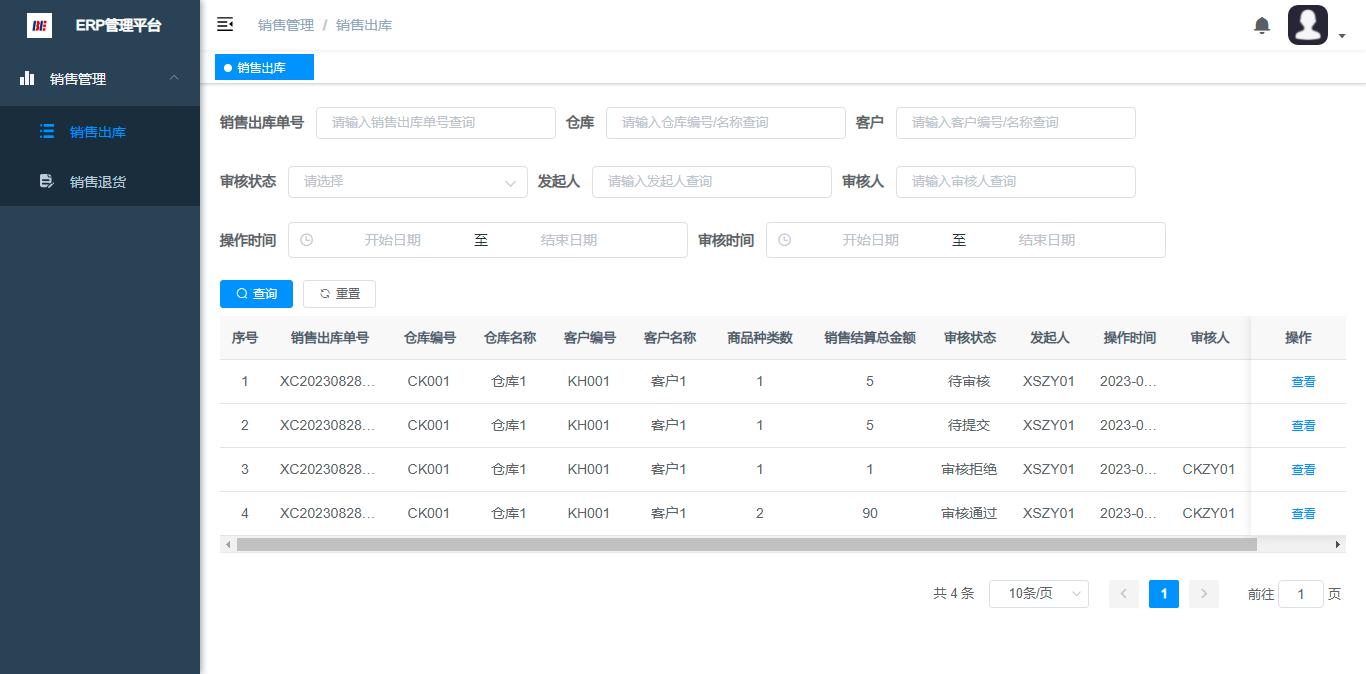 ERP管理平台
销售管理 / 销售出库
销售管理
销售出库
销售退货
销售出库
销售出库单号 请输入销售出库单号查询 仓库 请输入仓库编号/名称查询 客户 请输入客户编号/名称查询
审核状态 请选择 发起人 请输入发起人查询 审核人 请输入审核人查询
操作时间 开始日期 至 结束日期 审核时间 开始日期 至 结束日期
查询 重置
序号 销售出库单号 仓库编号 仓库名称 客户编号 客户名称 商品种类数 销售结算总金额 审核状态 发起人 操作时间 审核人 操作
1 XC20230828... CK001 仓库1 KH001 客户1 1 5 待审核 XSZY01 2023-0... 查看
2 XC20230828... CK001 仓库1 KH001 客户1 1 5 待提交 XSZY01 2023-0... 查看
3 XC20230828... CK001 仓库1 KH001 客户1 1 1 审核拒绝 XSZY01 2023-0... CKZY01 查看
4 XC20230828... CK001 仓库1 KH001 客户1 2 90 审核通过 XSZY01 2023-0... CKZY01 查看
共 4 条 10条/页 1 前往 1 页